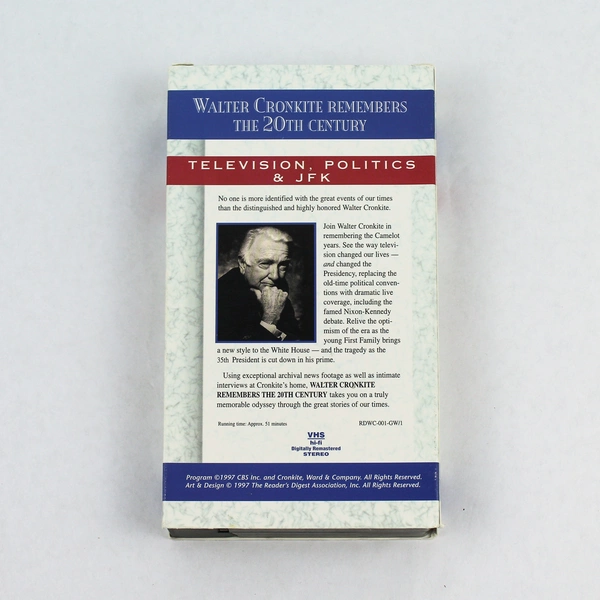 WALTER CRONKITE REMEMBERS
THE 20TH CENTURY
TELEVISION, POLITICS
& JFK
No one is more identified with the great events of our times
than the distinguished and highly honored Walter Cronkite.
Join Walter Cronkite in
remembering the Camelot
years. See the way televi-
sion changed our lives —
and changed the
Presidency, replacing the
old-time political conven-
tions with dramatic live
coverage, including the
famed Nixon-Kennedy
debate. Relive the opti-
mism of the era as the
young First Family brings
a new style to the White House — and the tragedy as the
35th President is cut down in his prime.
Using exceptional archival news footage as well as intimate
interviews at Cronkite's home, WALTER CRONKITE
REMEMBERS THE 20TH CENTURY takes you on a truly
memorable odyssey through the great stories of our times.
Running time: Approx. 51 minutes RDWC-001-GW/1
VHS
hi-fi
Digitally Remastered
STEREO
Program ©1997 CBS Inc. and Cronkite, Ward & Company. All Rights Reserved.
Art & Design © 1997 The Reader's Digest Association, Inc. All Rights Reserved.